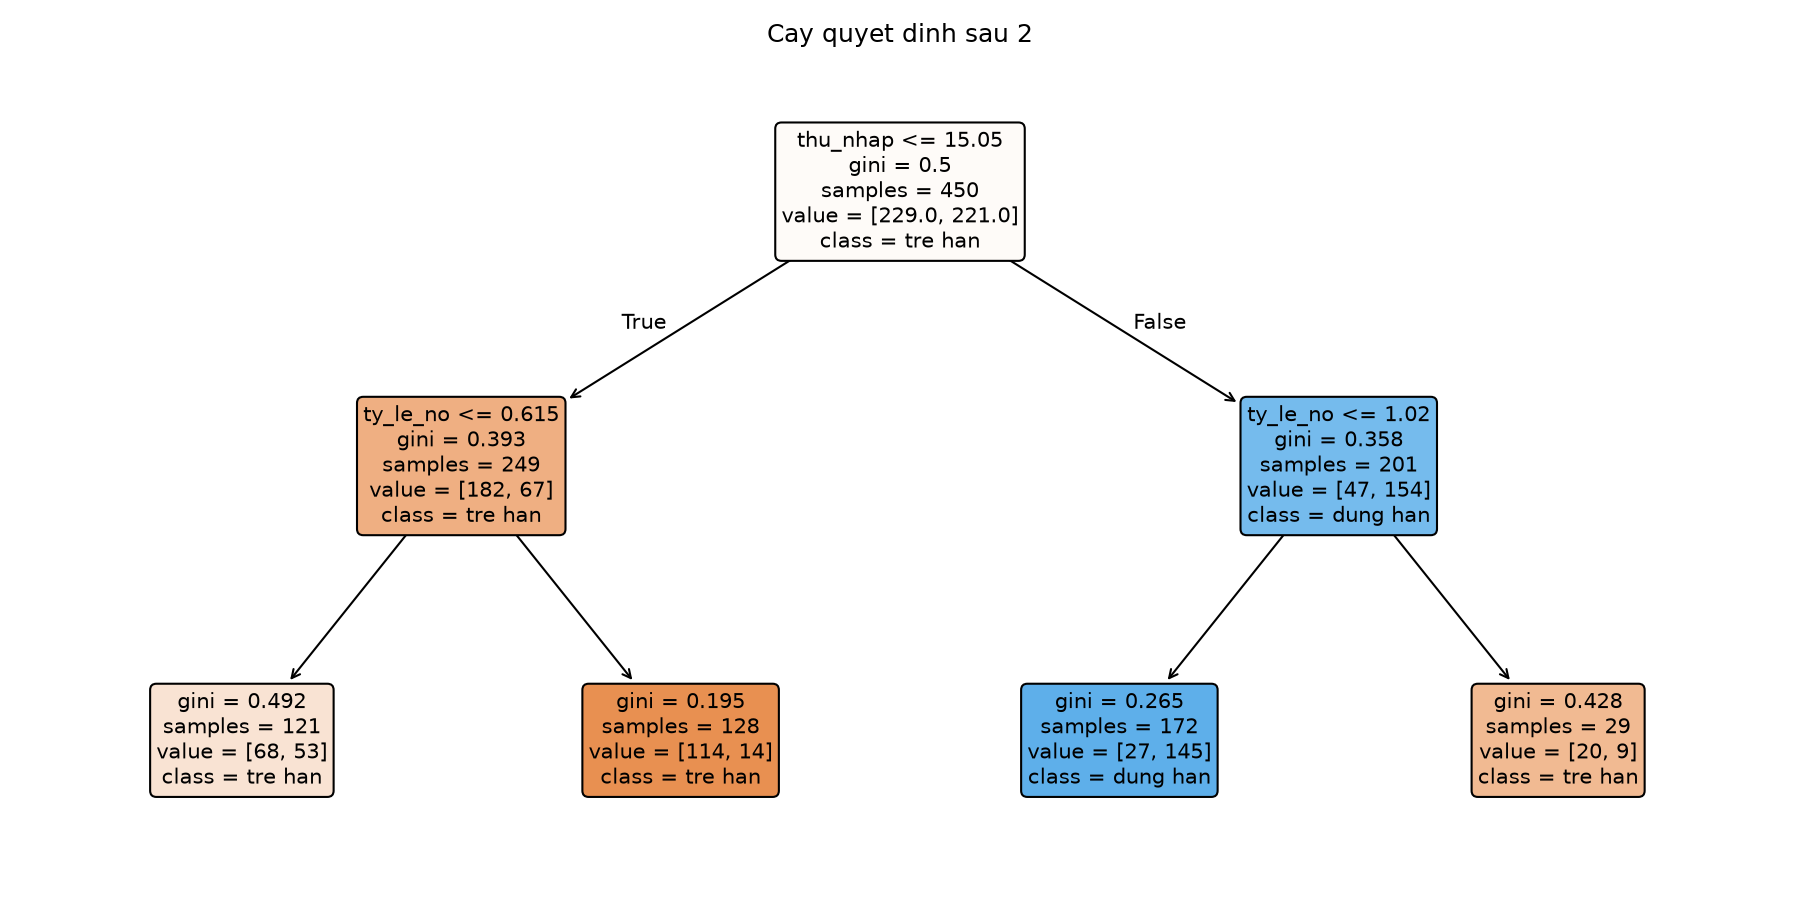 Cay quyet dinh sau 2
thu_nhap <= 15.05
gini = 0.5
samples = 450
value = [229.0, 221.0]
class = tre han
True
False
ty_le_no <= 0.615
gini = 0.393
samples = 249
value = [182, 67]
class = tre han
ty_le_no <= 1.02
gini = 0.358
samples = 201
value = [47, 154]
class = dung han
gini = 0.492
samples = 121
value = [68, 53]
class = tre han
gini = 0.195
samples = 128
value = [114, 14]
class = tre han
gini = 0.265
samples = 172
value = [27, 145]
class = dung han
gini = 0.428
samples = 29
value = [20, 9]
class = tre han